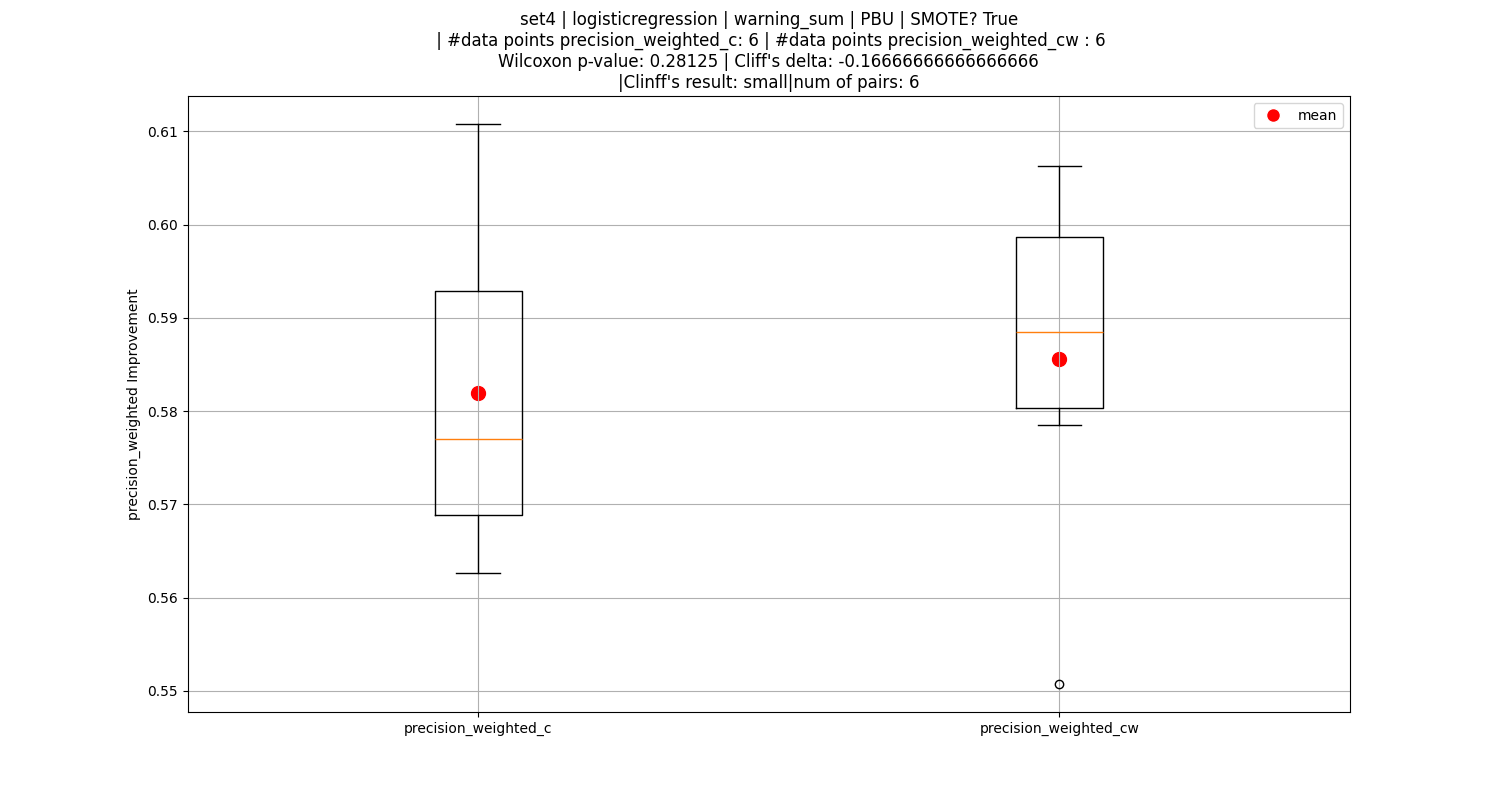 set4 | logisticregression | warning_sum | PBU | SMOTE? True
| #data points precision_weighted_c: 6 | #data points precision_weighted_cw : 6
Wilcoxon p-value: 0.28125 | Cliff's delta: -0.16666666666666666
|Clinff's result: small|num of pairs: 6
mean
precision_weighted Improvement
0.61
0.60
0.59
0.58
0.57
0.56
0.55
precision_weighted_c
precision_weighted_cw